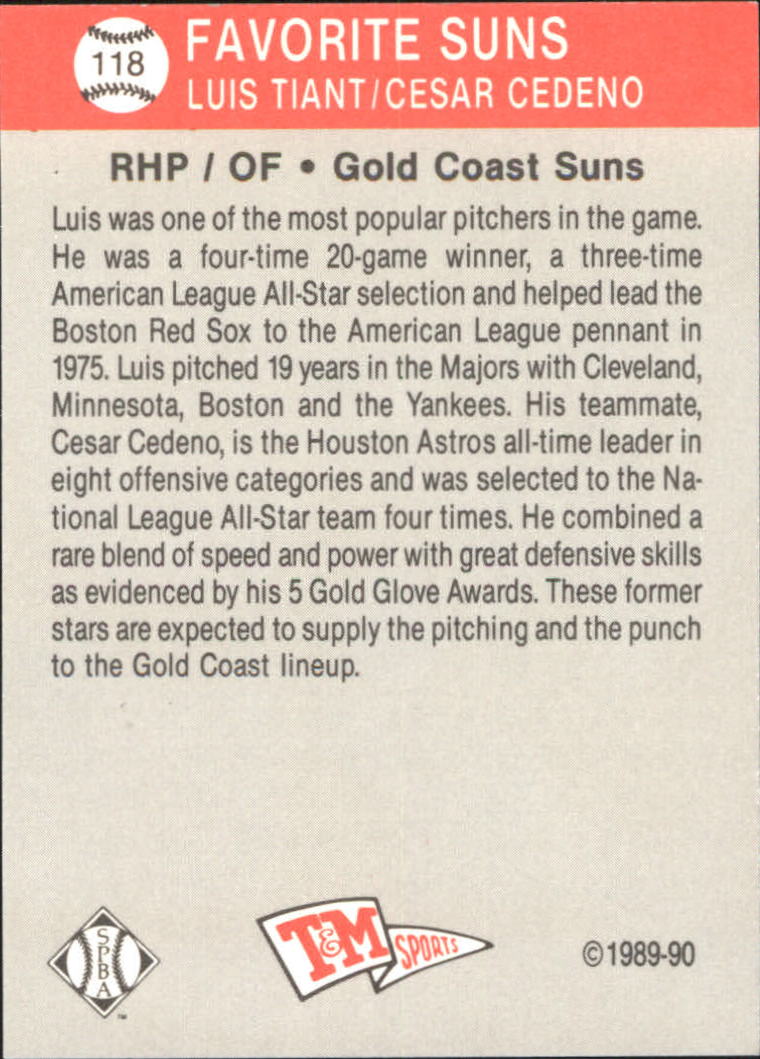 118
FAVORITE SUNS
LUIS TIANT/CESAR CEDENO
RHP / OF • Gold Coast Suns
Luis was one of the most popular pitchers in the game.
He was a four-time 20-game winner, a three-time
American League All-Star selection and helped lead the
Boston Red Sox to the American League pennant in
1975. Luis pitched 19 years in the Majors with Cleveland,
Minnesota, Boston and the Yankees. His teammate,
Cesar Cedeno, is the Houston Astros all-time leader in
eight offensive categories and was selected to the Na-
tional League All-Star team four times. He combined a
rare blend of speed and power with great defensive skills
as evidenced by his 5 Gold Glove Awards. These former
stars are expected to supply the pitching and the punch
to the Gold Coast lineup.
SPBA
™
T&M
SPORTS
©1989-90